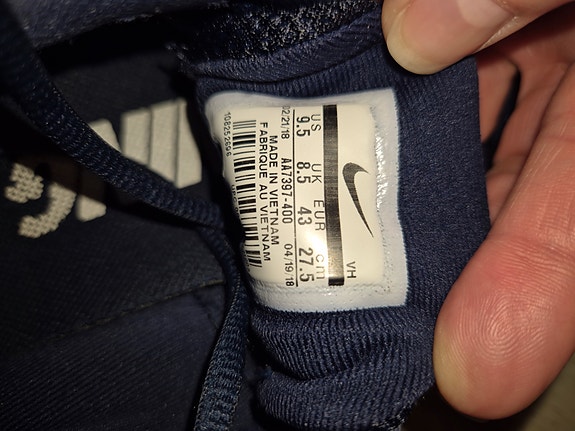 VH
US UK EUR cm
9.5 8.5 43 27.5
02/21/18 AA7397-400 04/19/18
MADE IN VIETNAM
FABRIQUE AU VIETNAM